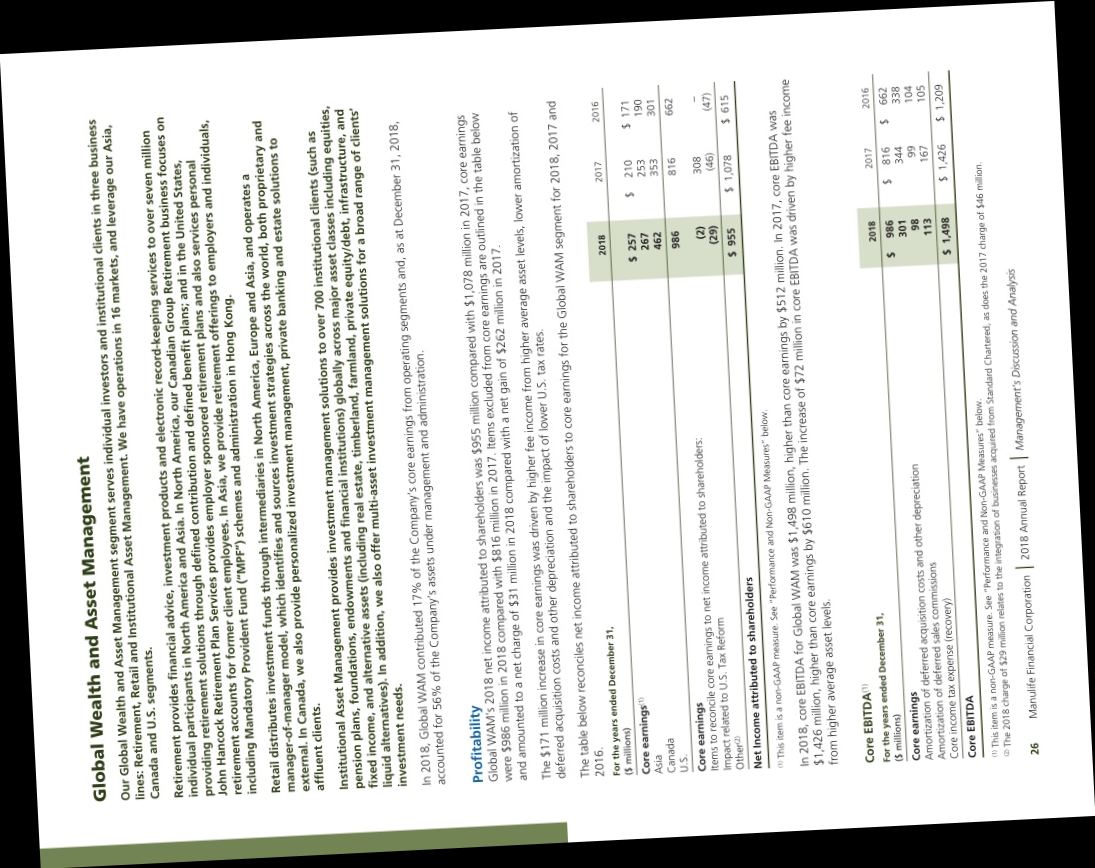 Global Wealth and Asset Management
Our Global Wealth and Asset Management segment serves individual investors and institutional clients in three business
lines: Retirement, Retail and Institutional Asset Management. We have operations in 16 markets, and leverage our Asia,
Canada and U.S. segments.
Retirement provides financial advice, investment products and electronic record-keeping services to over seven million
individual participants in North America and Asia. In North America, our Canadian Group Retirement business focuses on
providing retirement solutions through defined contribution and defined benefit plans; and in the United States,
John Hancock Retirement Plan Services provides employer sponsored retirement plans and also services personal
retirement accounts for former client employees. In Asia, we provide retirement offerings to employers and individuals,
including Mandatory Provident Fund ("MPF") schemes and administration in Hong Kong.
Retail distributes investment funds through intermediaries in North America, Europe and Asia, and operates a
manager-of-manager model, which identifies and sources investment strategies across the world, both proprietary and
external. In Canada, we also provide personalized investment management, private banking and estate solutions to
affluent clients.
Institutional Asset Management provides investment management solutions to over 700 institutional clients (such as
pension plans, foundations, endowments and financial institutions) globally across major asset classes including equities,
fixed income, and alternative assets (including real estate, timberland, farmland, private equity/debt, infrastructure, and
liquid alternatives). In addition, we also offer multi-asset investment management solutions for a broad range of clients'
investment needs.
In 2018, Global WAM contributed 17% of the Company's core earnings from operating segments and, as at December 31, 2018,
accounted for 56% of the Company's assets under management and administration.
Profitability
Global WAM's 2018 net income attributed to shareholders was $955 million compared with $1,078 million in 2017, core earnings
were $986 million in 2018 compared with $816 million in 2017. Items excluded from core earnings are outlined in the table below
and amounted to a net charge of $31 million in 2018 compared with a net gain of $262 million in 2017.
The $171 million increase in core earnings was driven by higher fee income from higher average asset levels, lower amortization of
deferred acquisition costs and other depreciation and the impact of lower U.S. tax rates.
The table below reconciles net income attributed to shareholders to core earnings for the Global WAM segment for 2018, 2017 and
2016.
For the years ended December 31,
($ millions) 2018 2017 2016
Core earnings(1)
Asia $ 257 $ 210 $ 171
Canada 267 253 190
U.S. 462 353 301
Core earnings 986 816 662
Items to reconcile core earnings to net income attributed to shareholders:
Impact related to U.S. Tax Reform (2) 308 –
Other(2) (29) (46) (47)
Net income attributed to shareholders $ 955 $ 1,078 $ 615
(1) This item is a non-GAAP measure. See "Performance and Non-GAAP Measures" below.
In 2018, core EBITDA for Global WAM was $1,498 million, higher than core earnings by $512 million. In 2017, core EBITDA was
$1,426 million, higher than core earnings by $610 million. The increase of $72 million in core EBITDA was driven by higher fee income
from higher average asset levels.
Core EBITDA(1)
For the years ended December 31,
($ millions) 2018 2017 2016
Core earnings $ 986 $ 816 $ 662
Amortization of deferred acquisition costs and other depreciation 301 344 338
Amortization of deferred sales commissions 98 99 104
Core income tax expense (recovery) 113 167 105
Core EBITDA $ 1,498 $ 1,426 $ 1,209
(1) This item is a non-GAAP measure. See "Performance and Non-GAAP Measures" below.
(2) The 2018 charge of $29 million relates to the integration of businesses acquired from Standard Chartered, as does the 2017 charge of $46 million.
26 Manulife Financial Corporation | 2018 Annual Report | Management's Discussion and Analysis